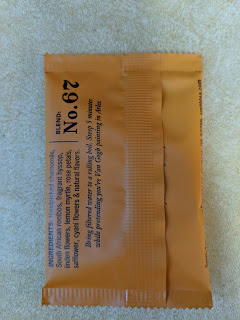 BLEND:
No. 97
INGREDIENTS: Handpicked chamomile,
South African rooibos, fragrant hyssop,
linden flowers, lemon myrtle, rose petals,
safflower, cyani flowers & natural flavors.
Bring filtered water to a rolling boil. Steep 5 minutes
while pretending you're Van Gogh painting in Arles.